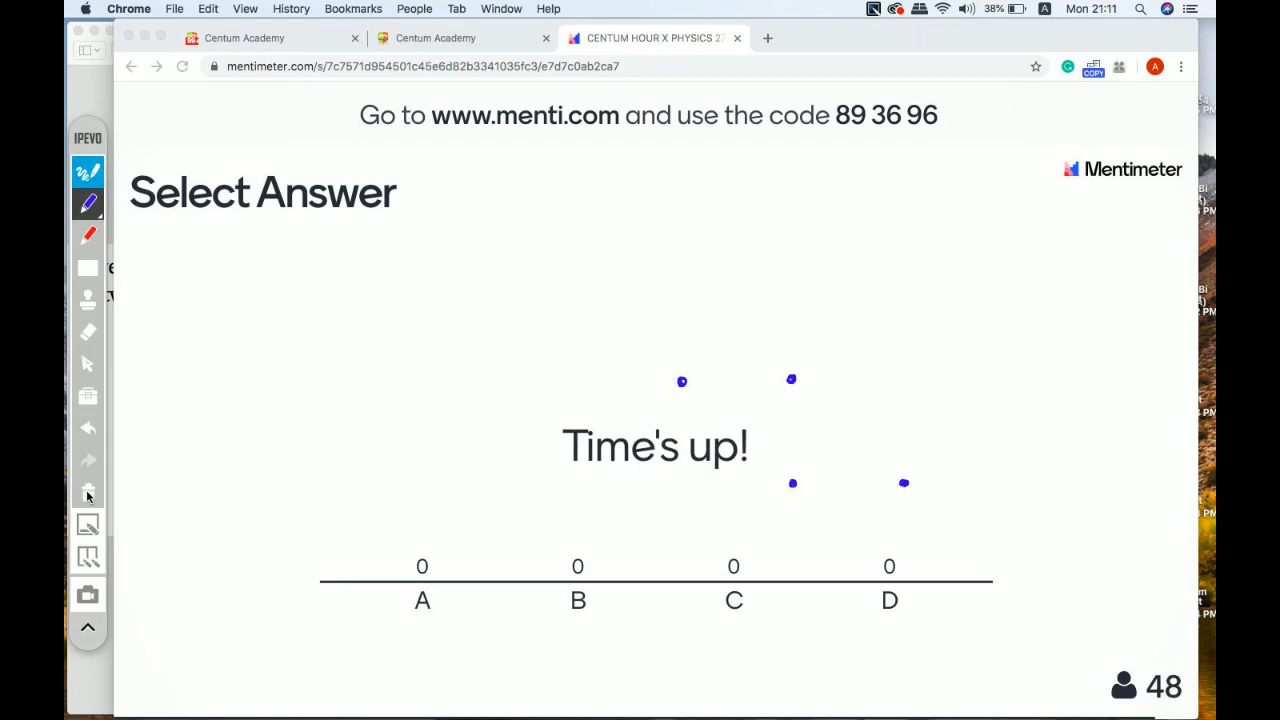 Chrome File Edit View History Bookmarks People Tab Window Help 38% A Mon 21:11
Centum Academy Centum Academy CENTUM HOUR X PHYSICS 27
mentimeter.com/s/7c7571d954501c45e6d82b3341035fc3/e7d7c0ab2ca7 COPY A
Go to www.menti.com and use the code 89 36 96
IPEVO
Mentimeter
Select Answer
Time's up!
0 0 0 0
A B C D
48